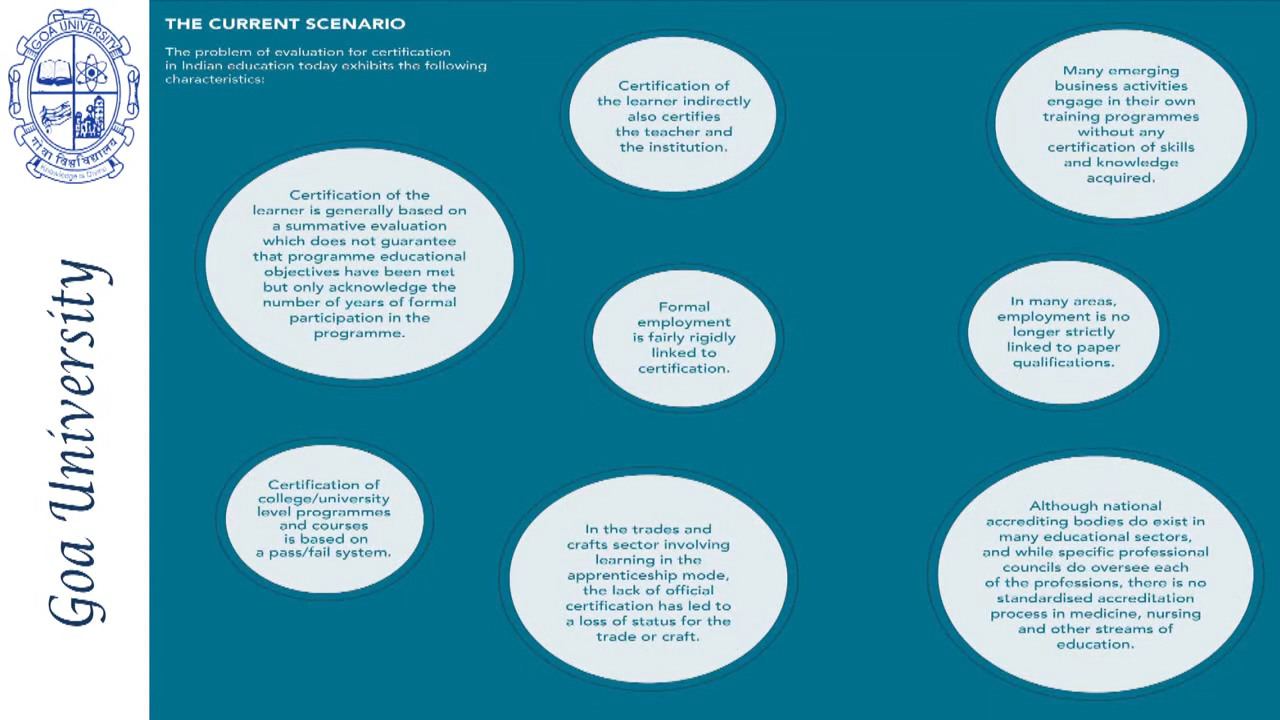 GOA UNIVERSITY
गोंवा विश्वविद्यालय
Knowledge is Divine
Goa University
THE CURRENT SCENARIO
The problem of evaluation for certification
in Indian education today exhibits the following
characteristics:
Certification of the
learner is generally based on
a summative evaluation
which does not guarantee
that programme educational
objectives have been met
but only acknowledge the
number of years of formal
participation in the
programme.
Certification of
college/university
level programmes
and courses
is based on
a pass/fail system.
Certification of
the learner indirectly
also certifies
the teacher and
the institution.
Formal
employment
is fairly rigidly
linked to
certification.
In the trades and
crafts sector involving
learning in the
apprenticeship mode,
the lack of official
certification has led to
a loss of status for the
trade or craft.
Many emerging
business activities
engage in their own
training programmes
without any
certification of skills
and knowledge
acquired.
In many areas,
employment is no
longer strictly
linked to paper
qualifications.
Although national
accrediting bodies do exist in
many educational sectors,
and while specific professional
councils do oversee each
of the professions, there is no
standardised accreditation
process in medicine, nursing
and other streams of
education.